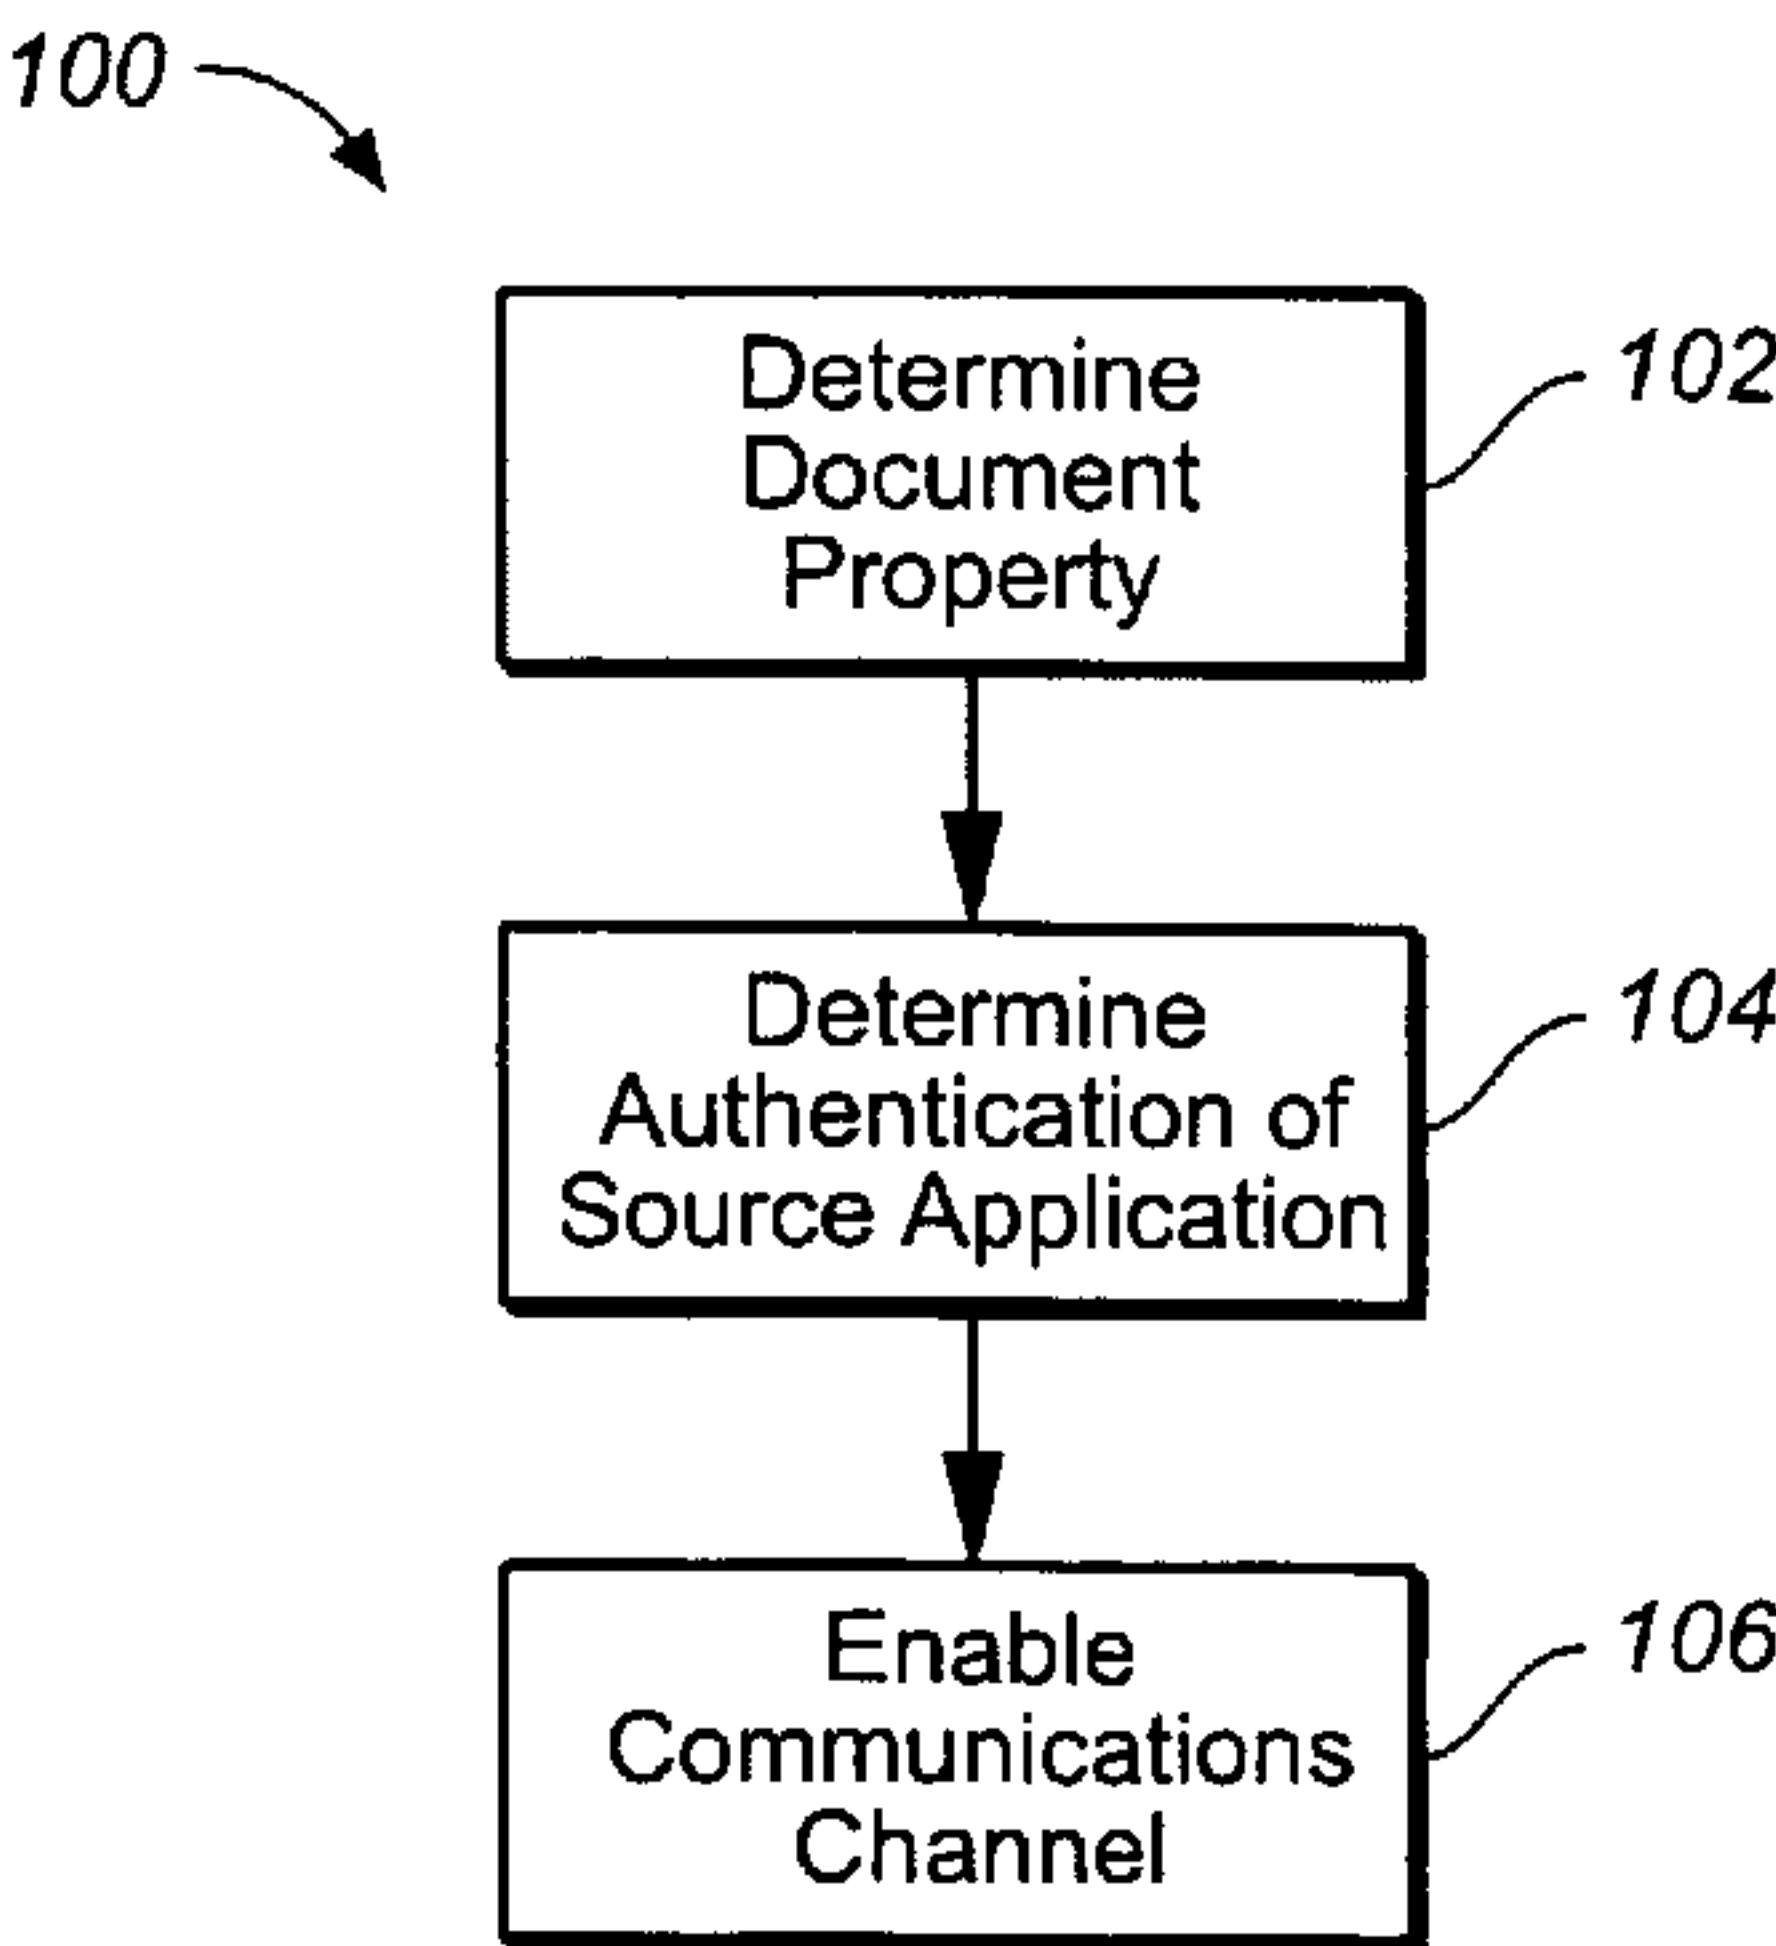 100
Determine
Document
Property
102
Determine
Authentication of
Source Application
104
Enable
Communications
Channel
106